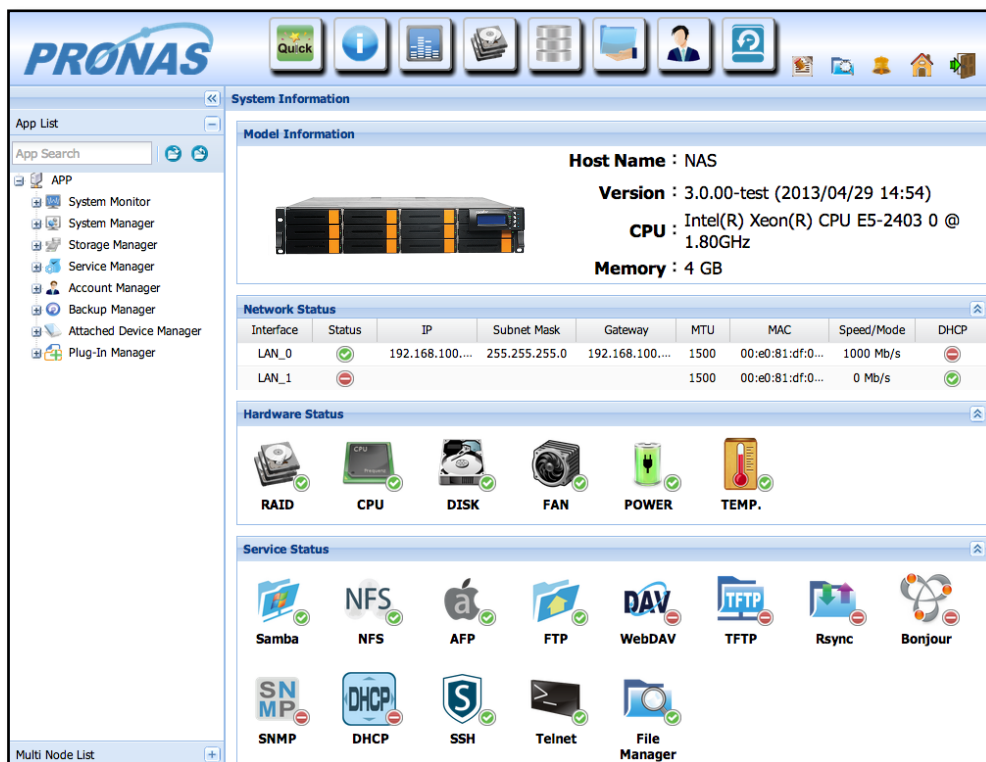 PRONAS
Quick
System Information
App List
App Search
APP
System Monitor
System Manager
Storage Manager
Service Manager
Account Manager
Backup Manager
Attached Device Manager
Plug-In Manager
Multi Node List
Model Information
Host Name : NAS
Version : 3.0.00-test (2013/04/29 14:54)
CPU : Intel(R) Xeon(R) CPU E5-2403 0 @
1.80GHz
Memory : 4 GB
Network Status
Interface Status IP Subnet Mask Gateway MTU MAC Speed/Mode DHCP
LAN_0 192.168.100.... 255.255.255.0 192.168.100.... 1500 00:e0:81:df:0... 1000 Mb/s
LAN_1 1500 00:e0:81:df:0... 0 Mb/s
Hardware Status
CPU
RAID CPU DISK FAN POWER TEMP.
Service Status
NFS a DAV TFTP
Samba NFS AFP FTP WebDAV TFTP Rsync Bonjour
SN
MP DHCP S >_
SNMP DHCP SSH Telnet File
Manager